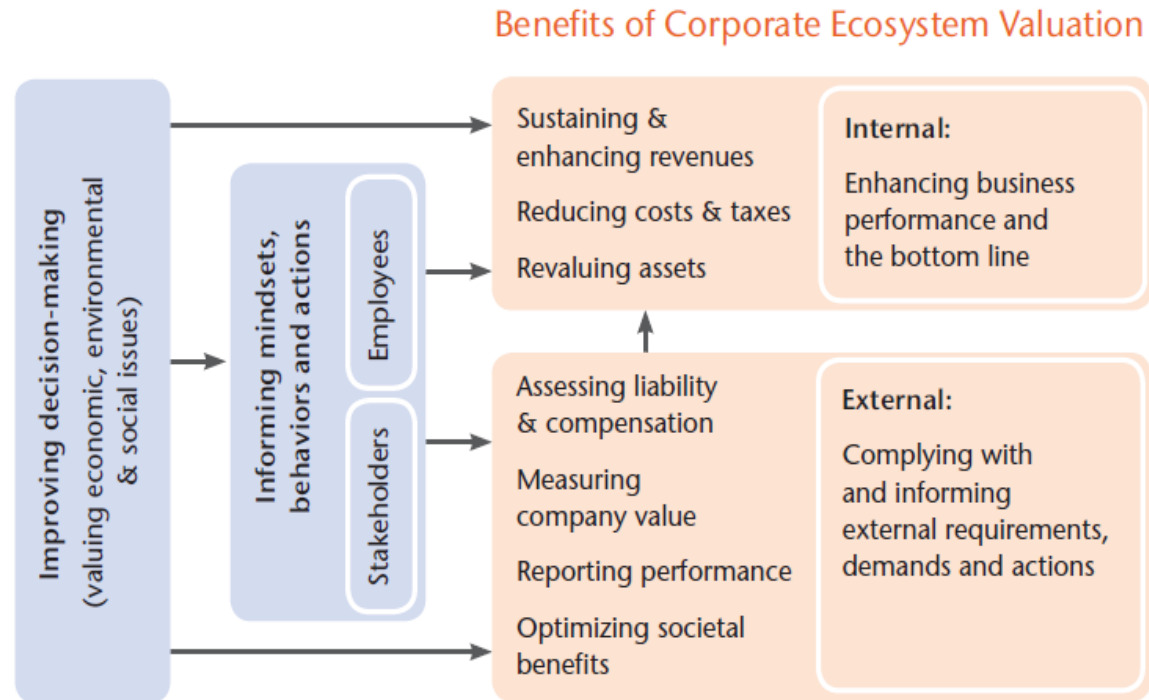 Benefits of Corporate Ecosystem Valuation
Improving decision-making
(valuing economic, environmental
& social issues)
Informing mindsets,
behaviors and actions
Employees
Stakeholders
Sustaining &
enhancing revenues
Reducing costs & taxes
Revaluing assets
Internal:
Enhancing business
performance and
the bottom line
Assessing liability
& compensation
Measuring
company value
Reporting performance
Optimizing societal
benefits
External:
Complying with
and informing
external requirements,
demands and actions